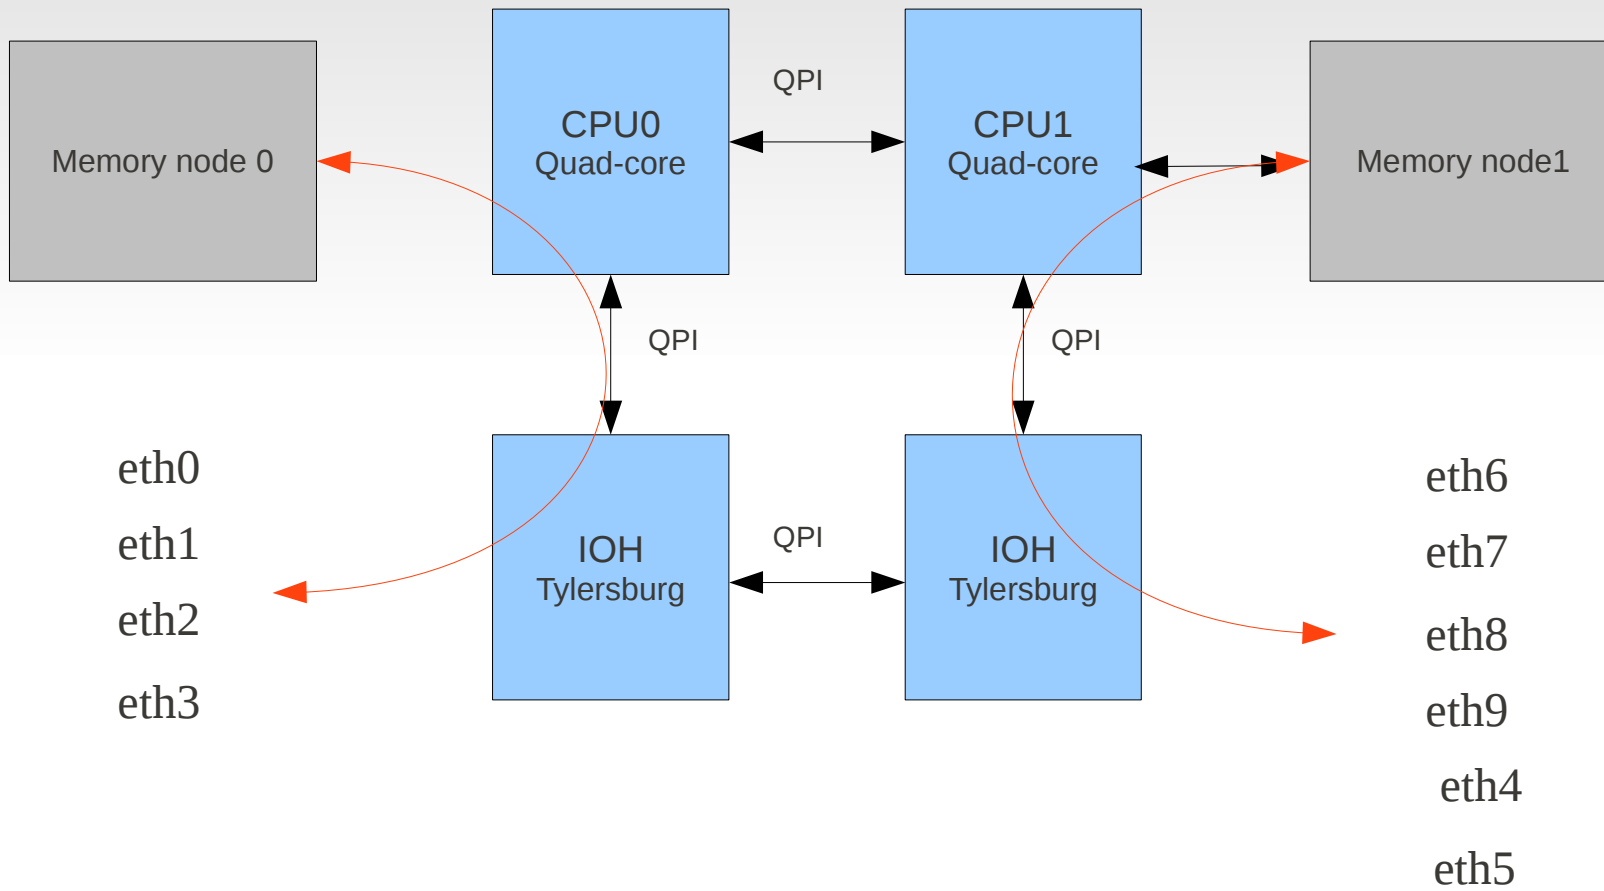 QPI
CPU0
Quad-core
CPU1
Quad-core
Memory node 0
Memory node1
QPI
QPI
eth0
eth1
eth2
eth3
IOH
Tylersburg
QPI
IOH
Tylersburg
eth6
eth7
eth8
eth9
eth4
eth5